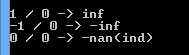 1 / 0 -> inf
-1 / 0 -> -inf
0 / 0 -> -nan(ind)